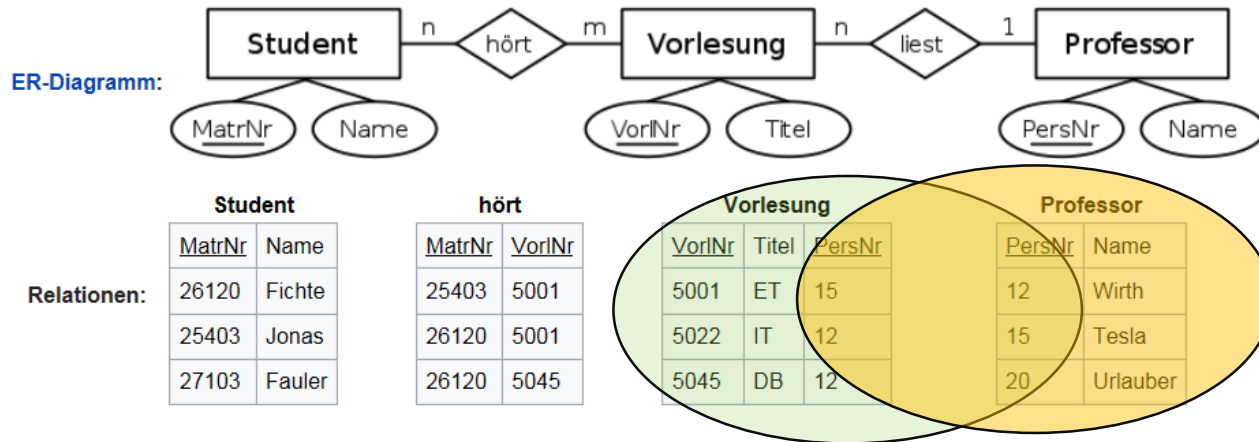 n m n 1
Student hört Vorlesung liest Professor
ER-Diagramm:
MatrNr Name VorlNr Titel PersNr Name
Student hört Vorlesung Professor
MatrNr Name MatrNr VorlNr VorlNr Titel PersNr PersNr Name
Relationen: 26120 Fichte 25403 5001 5001 ET 15 12 Wirth
25403 Jonas 26120 5001 5022 IT 12 15 Tesla
27103 Fauler 26120 5045 5045 DB 12 20 Urlauber